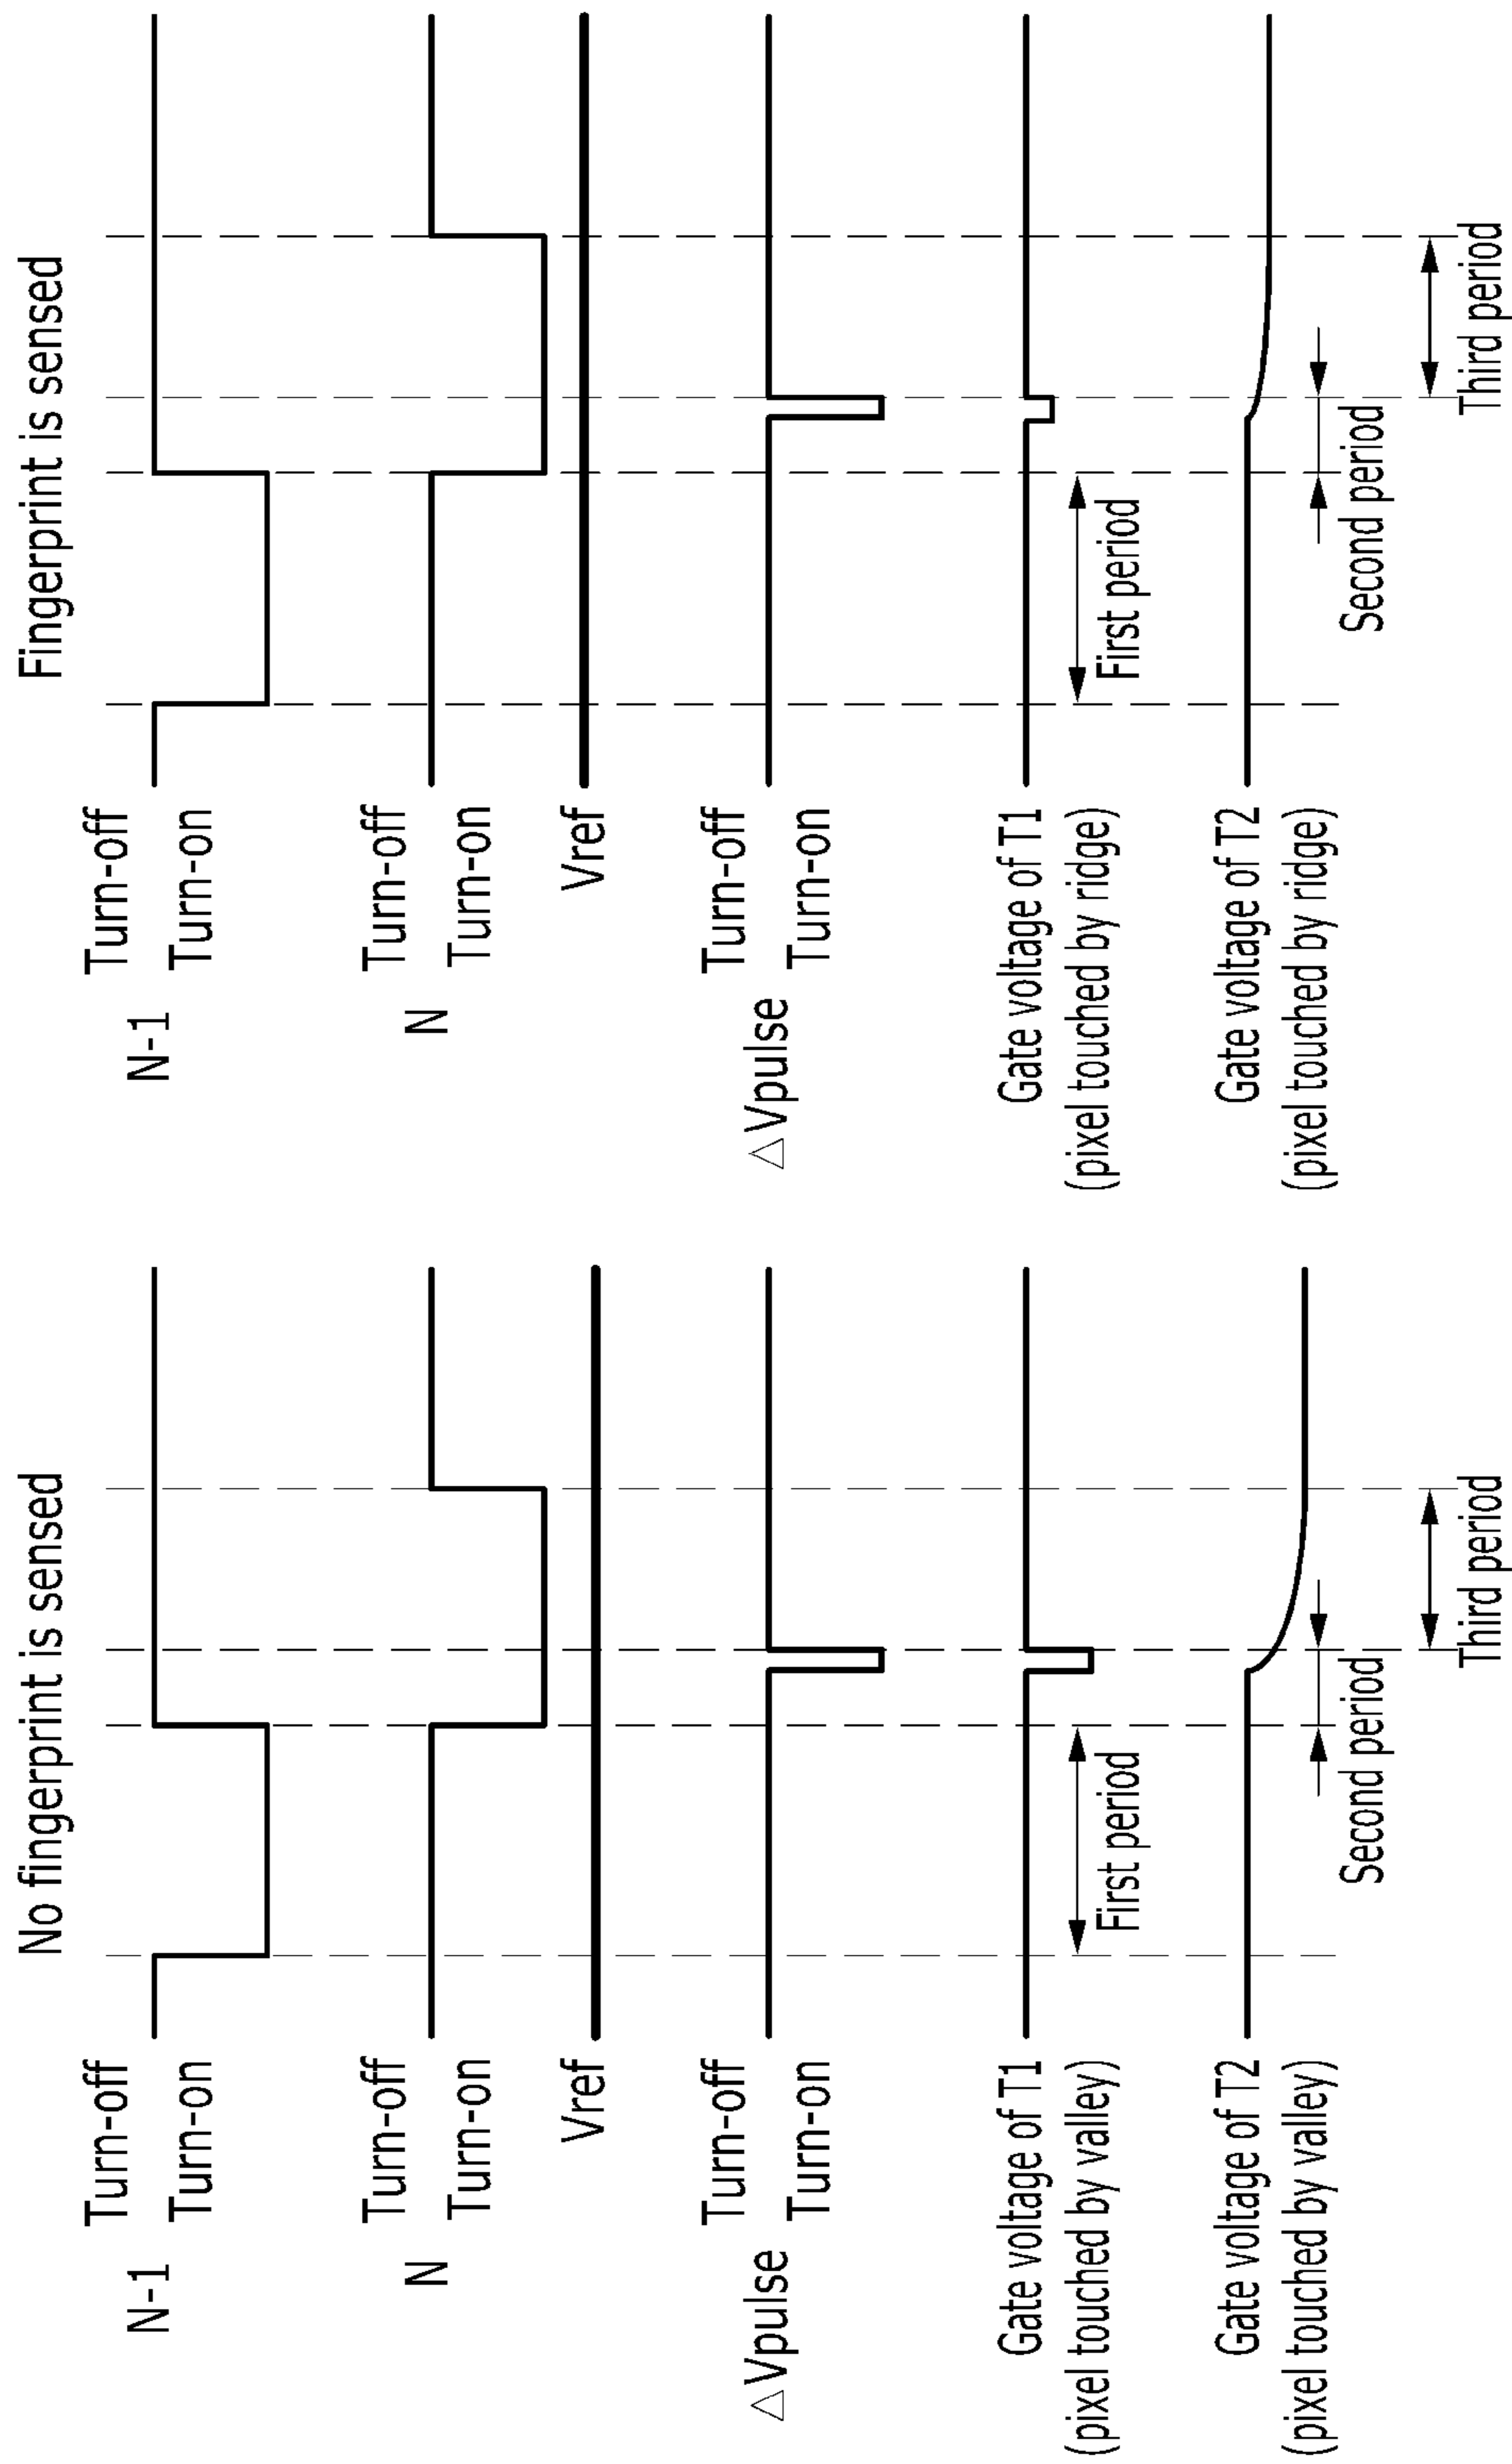 No fingerprint is sensed
N-1
Turn-off
Turn-on
N
Turn-off
Turn-on
Vref
△Vpulse
Turn-off
Turn-on
Gate voltage of T1
(pixel touched by valley)
First period
Gate voltage of T2
(pixel touched by valley)
Second period
Third period
Fingerprint is sensed
N-1
Turn-off
Turn-on
N
Turn-off
Turn-on
Vref
△Vpulse
Turn-off
Turn-on
Gate voltage of T1
(pixel touched by ridge)
First period
Gate voltage of T2
(pixel touched by ridge)
Second period
Third period